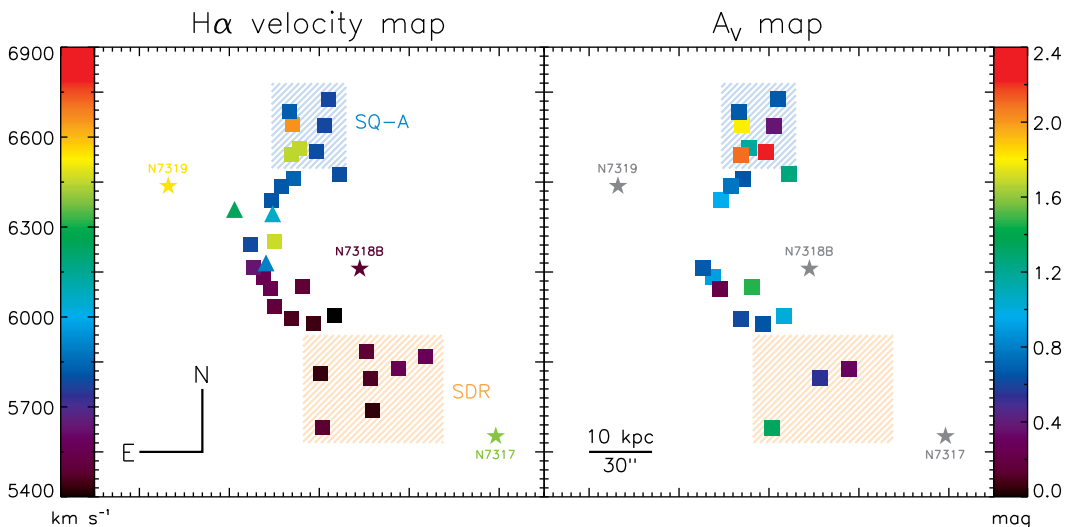 Hα velocity map
AV map
6900
6600
6300
6000
5700
5400
km s⁻¹
SQ-A
N7319
N7318B
SDR
N7317
N
E
N7319
N7318B
N7317
10 kpc
30"
2.4
2.0
1.6
1.2
0.8
0.4
0.0
mag